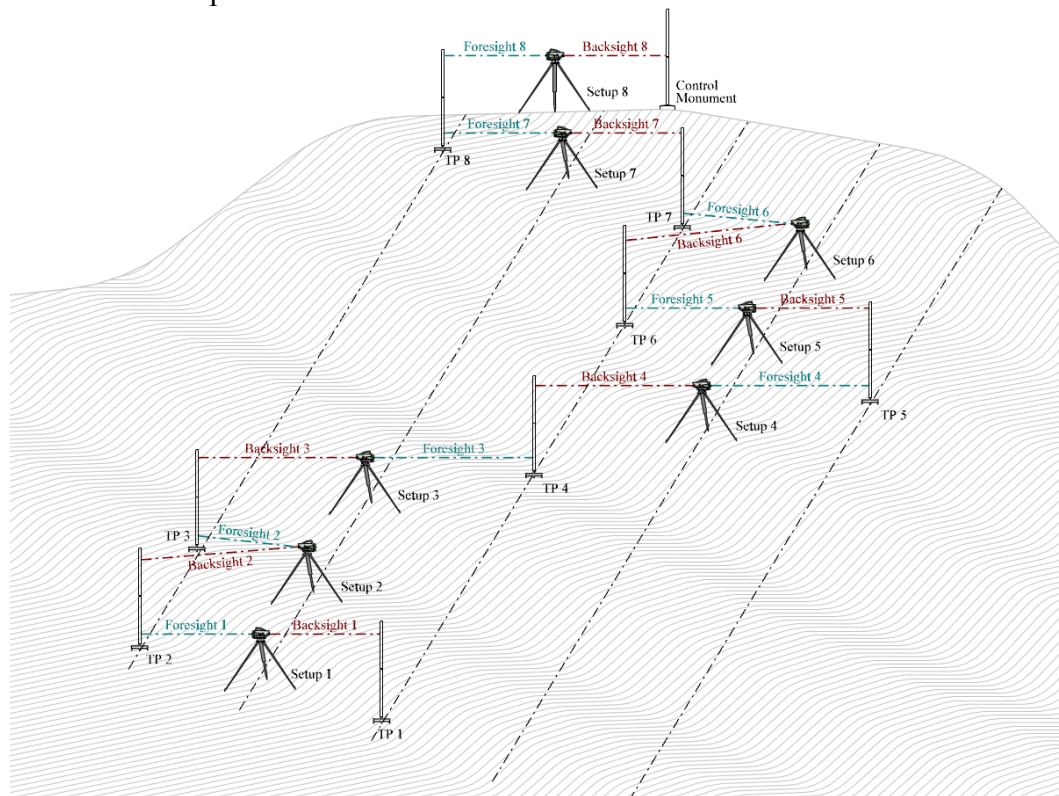 Foresight 8
Backsight 8
Setup 8
Control
Monument
Foresight 7
Backsight 7
TP 8
Setup 7
Foresight 6
TP 7
Backsight 6
Setup 6
Foresight 5
Backsight 5
TP 6
Setup 5
Backsight 4
Foresight 4
TP 5
Setup 4
Backsight 3
Foresight 3
TP 4
Setup 3
TP 3
Foresight 2
Backsight 2
Setup 2
Foresight 1
Backsight 1
TP 2
Setup 1
TP 1